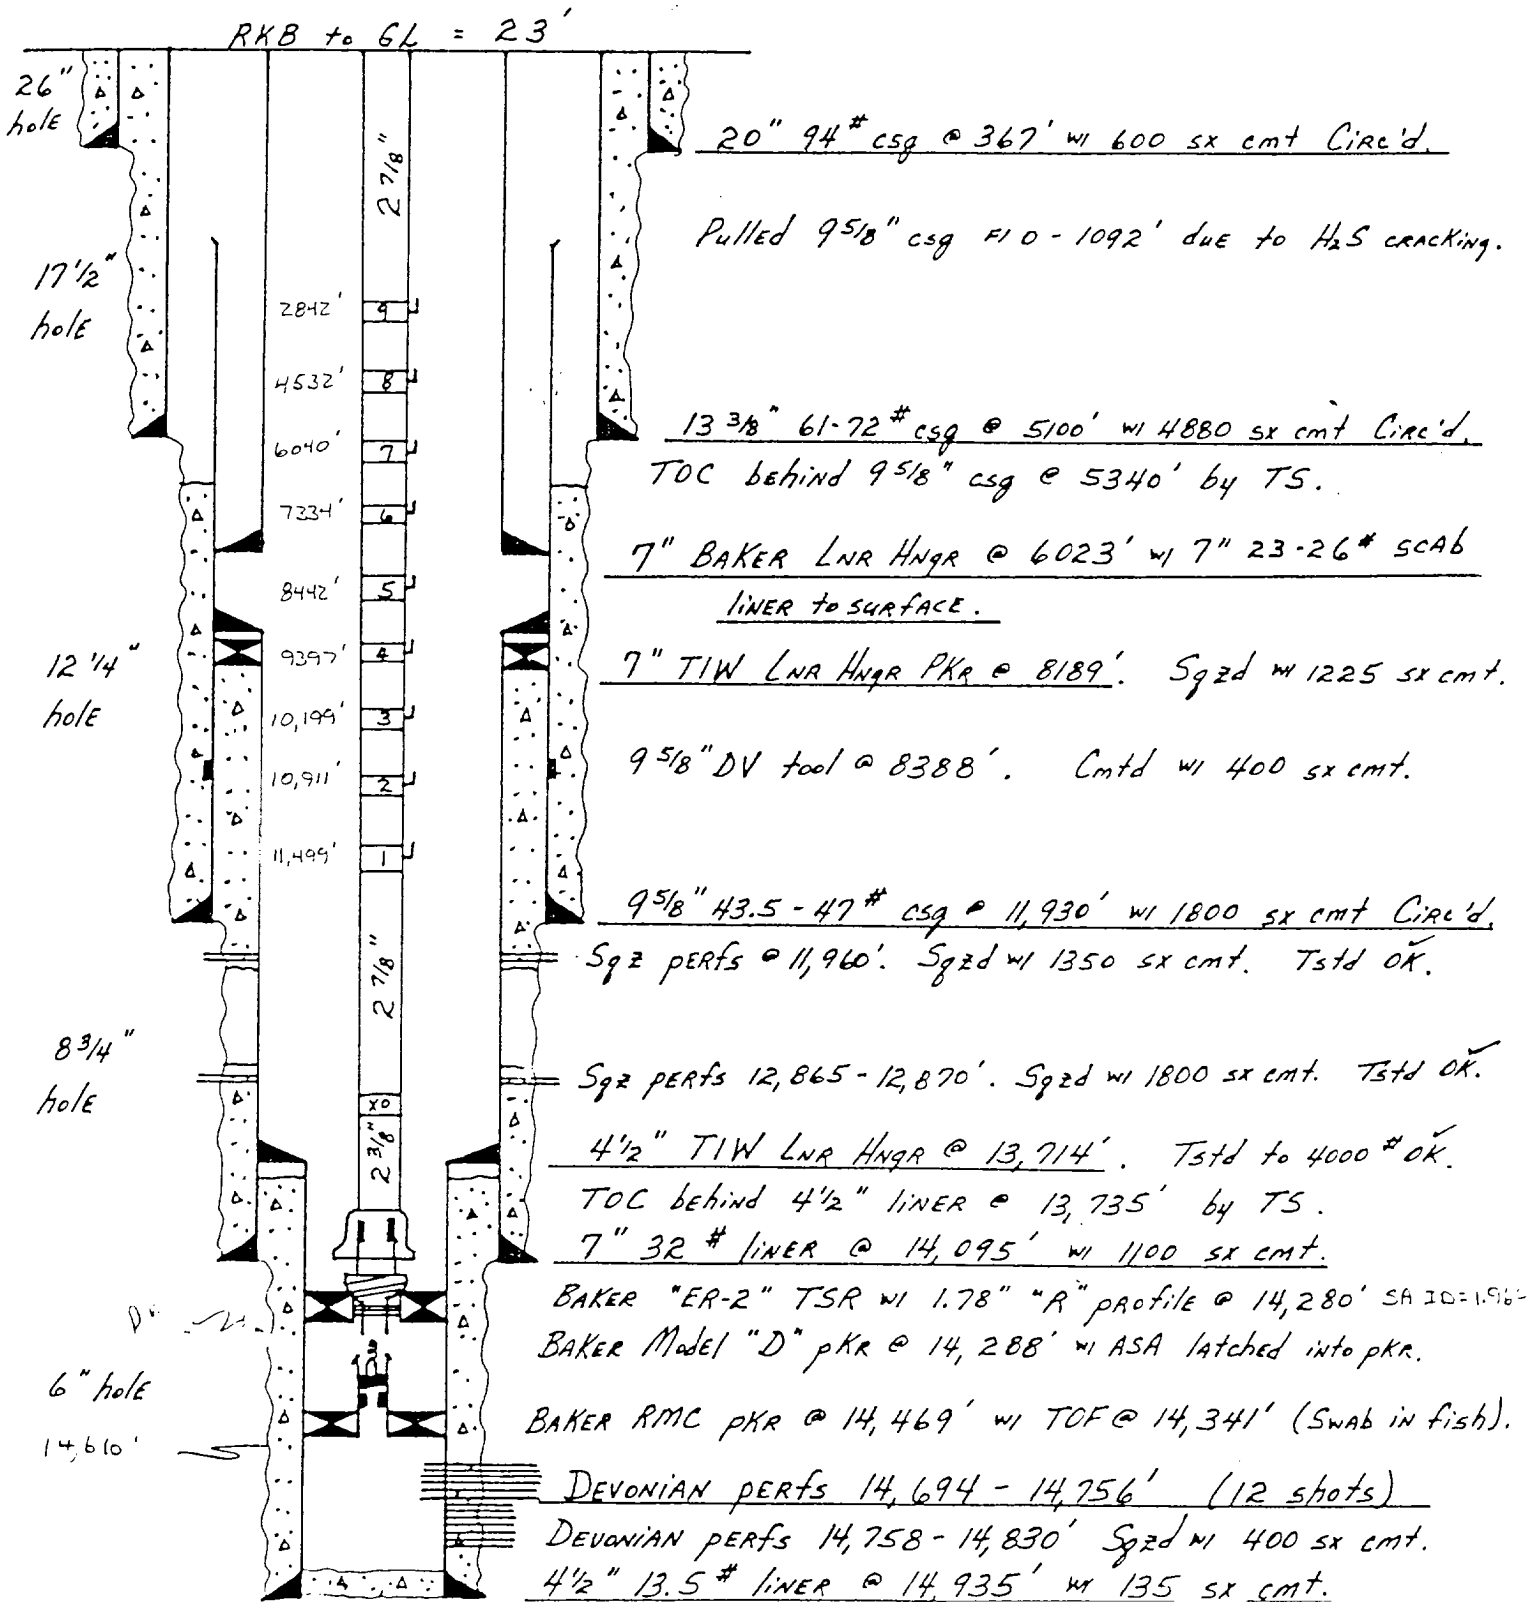 RKB to GL = 23'
26" hole
20" 94# csg @ 367' w/ 600 sx cmt Circ'd.
2 7/8"
Pulled 9 5/8" csg F/ 0 - 1092' due to H2S cracking.
17 1/2" hole
2842' 9
4532' 8
13 3/8" 61-72# csg @ 5100' w/ 4880 sx cmt Circ'd.
6040' 7
TOC behind 9 5/8" csg @ 5340' by TS.
7334' 6
7" BAKER LNR HNGR @ 6023' w/ 7" 23-26# SCAB
LINER to SURFACE.
8442' 5
12 1/4" hole
9397' 4
7" TIW LNR HNGR PKR @ 8189'. Sqzd w/ 1225 sx cmt.
10,199' 3
10,911' 2
9 5/8" DV tool @ 8388'. Cmtd w/ 400 sx cmt.
11,499' 1
9 5/8" 43.5 - 47# csg @ 11,930' w/ 1800 sx cmt Circ'd.
Sqz perfs @ 11,960'. Sqzd w/ 1350 sx cmt. Tstd OK.
2 7/8"
8 3/4" hole
Sqz perfs 12,865 - 12,870'. Sqzd w/ 1800 sx cmt. Tstd OK.
XO
2 3/8"
4 1/2" TIW LNR HNGR @ 13,714'. Tstd to 4000# OK.
TOC behind 4 1/2" LINER @ 13,735' by TS.
7" 32# LINER @ 14,095' w/ 1100 sx cmt.
BAKER "ER-2" TSR w/ 1.78" "R" profile @ 14,280' SA ID=1.96
BAKER Model "D" pkr @ 14,288' w/ ASA latched into pkr.
6" hole
BAKER RMC pkr @ 14,469' w/ TOF @ 14,341' (Swab in fish).
14,610'
DEVONIAN perfs 14,694 - 14,756' (12 shots)
DEVONIAN perfs 14,758 - 14,830' Sqzd w/ 400 sx cmt.
4 1/2" 13.5# LINER @ 14,935' w/ 135 sx cmt.